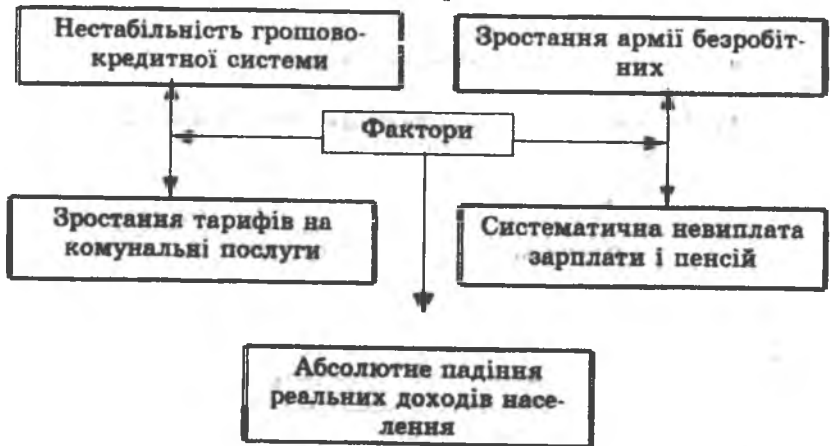 Нестабільність грошово-
кредитної системи
Зростання армії безробіт-
них
Фактори
Зростання тарифів на
комунальні послуги
Систематична невиплата
зарплати і пенсій
Абсолютне падіння
реальних доходів насе-
лення